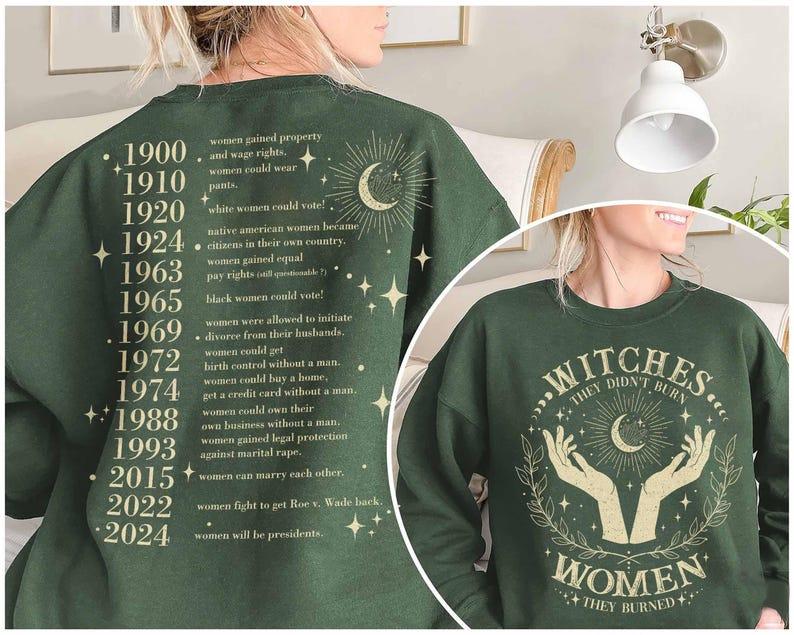 1900 women gained property
and wage rights.
1910 women could wear
pants.
1920 white women could vote!
1924 native american women became
citizens in their own country.
1963 women gained equal
pay rights (still questionable?)
1965 black women could vote!
1969 women were allowed to initiate
divorce from their husbands.
1972 women could get
birth control without a man.
1974 women could buy a home,
get a credit card without a man.
1988 women could own their
own business without a man.
1993 women gained legal protection
against marital rape.
2015 women can marry each other.
2022 women fight to get Roe v. Wade back.
2024 women will be presidents.
WITCHES
THEY DIDN'T BURN
WOMEN
THEY BURNED